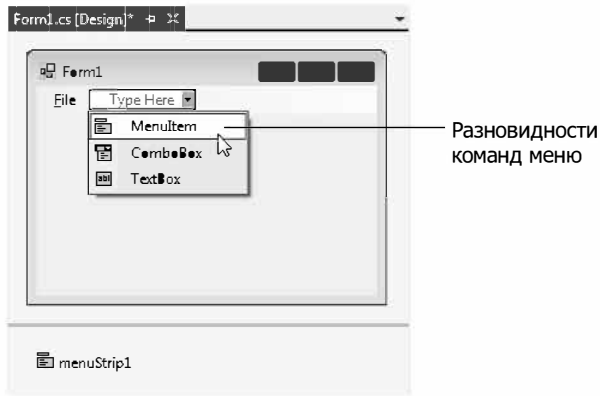 Form1.cs [Design]*
Form1
File Type Here
MenuItem
ComboBox
TextBox
Разновидности
команд меню
menuStrip1